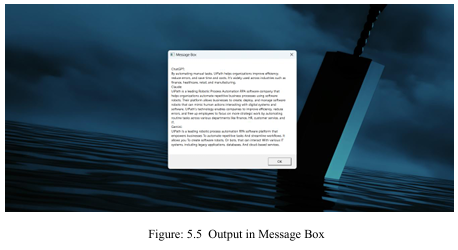 Message Box
ChatGPT:
By automating manual tasks, UiPath helps organizations improve efficiency,
reduce errors, and save time and costs. It's widely used across industries such as
finance, healthcare, retail, and manufacturing.
Claude:
UiPath is a leading Robotic Process Automation (RPA) software company that
helps organizations automate repetitive business processes using software
robots. Their platform allows businesses to create, deploy, and manage software
robots that can mimic human actions interacting with digital systems and
software. UiPath's technology enables companies to improve efficiency, reduce
errors, and free up employees to focus on more strategic work by automating
routine tasks across various departments like finance, HR, customer service, and
IT.
Gemini:
UiPath is a leading robotic process automation RPA software platform that
empowers businesses To automate repetitive tasks And streamline workflows. It
allows you To create software robots, Or bots, that can interact With various IT
systems, including legacy applications, databases, And cloud-based services.
OK
Figure: 5.5 Output in Message Box